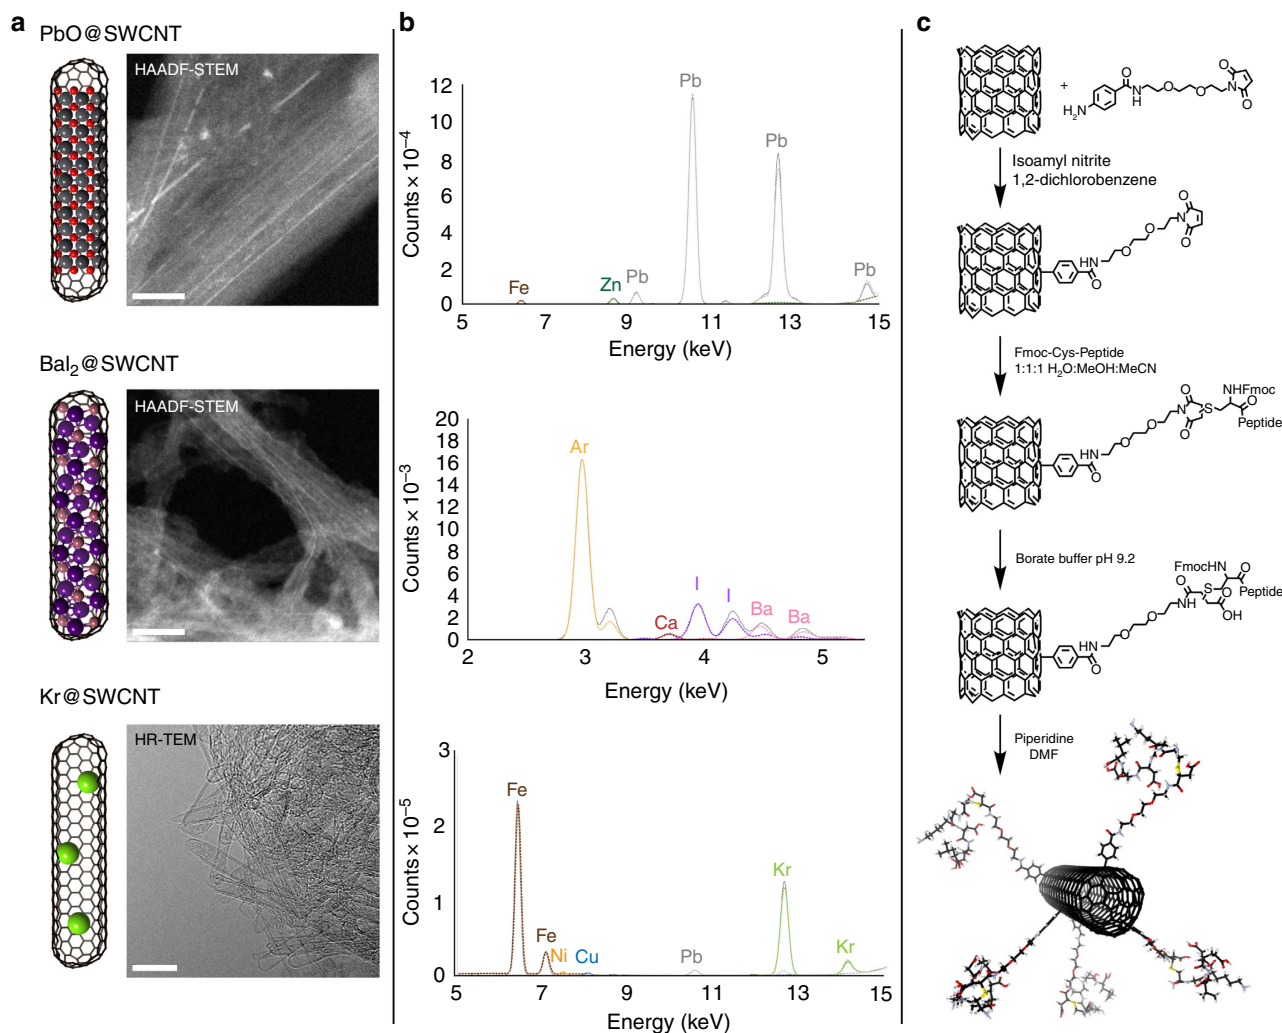 a
PbO@SWCNT
HAADF-STEM
BaI₂@SWCNT
HAADF-STEM
Kr@SWCNT
HR-TEM
b
12
10
8
6
4
2
0
Counts × 10⁻⁴
Fe
Zn
Pb
Pb
Pb
Pb
5
7
9
11
13
15
Energy (keV)
20
18
16
14
12
10
8
6
4
2
0
Counts × 10⁻³
Ar
Ca
I
I
Ba
Ba
2
3
4
5
Energy (keV)
3
2
1
0
Counts × 10⁻⁵
Fe
Fe
Ni
Cu
Pb
Kr
Kr
5
7
9
11
13
15
Energy (keV)
c
+
H₂N
O
N
H
O
O
N
O
O
Isoamyl nitrite
1,2-dichlorobenzene
O
HN
O
O
N
O
O
Fmoc-Cys-Peptide
1:1:1 H₂O:MeOH:MeCN
O
HN
O
O
N
O
O
S
NHFmoc
O
Peptide
Borate buffer pH 9.2
O
HN
O
O
NH
O
FmocHN
S
O
Peptide
O
OH
Piperidine
DMF